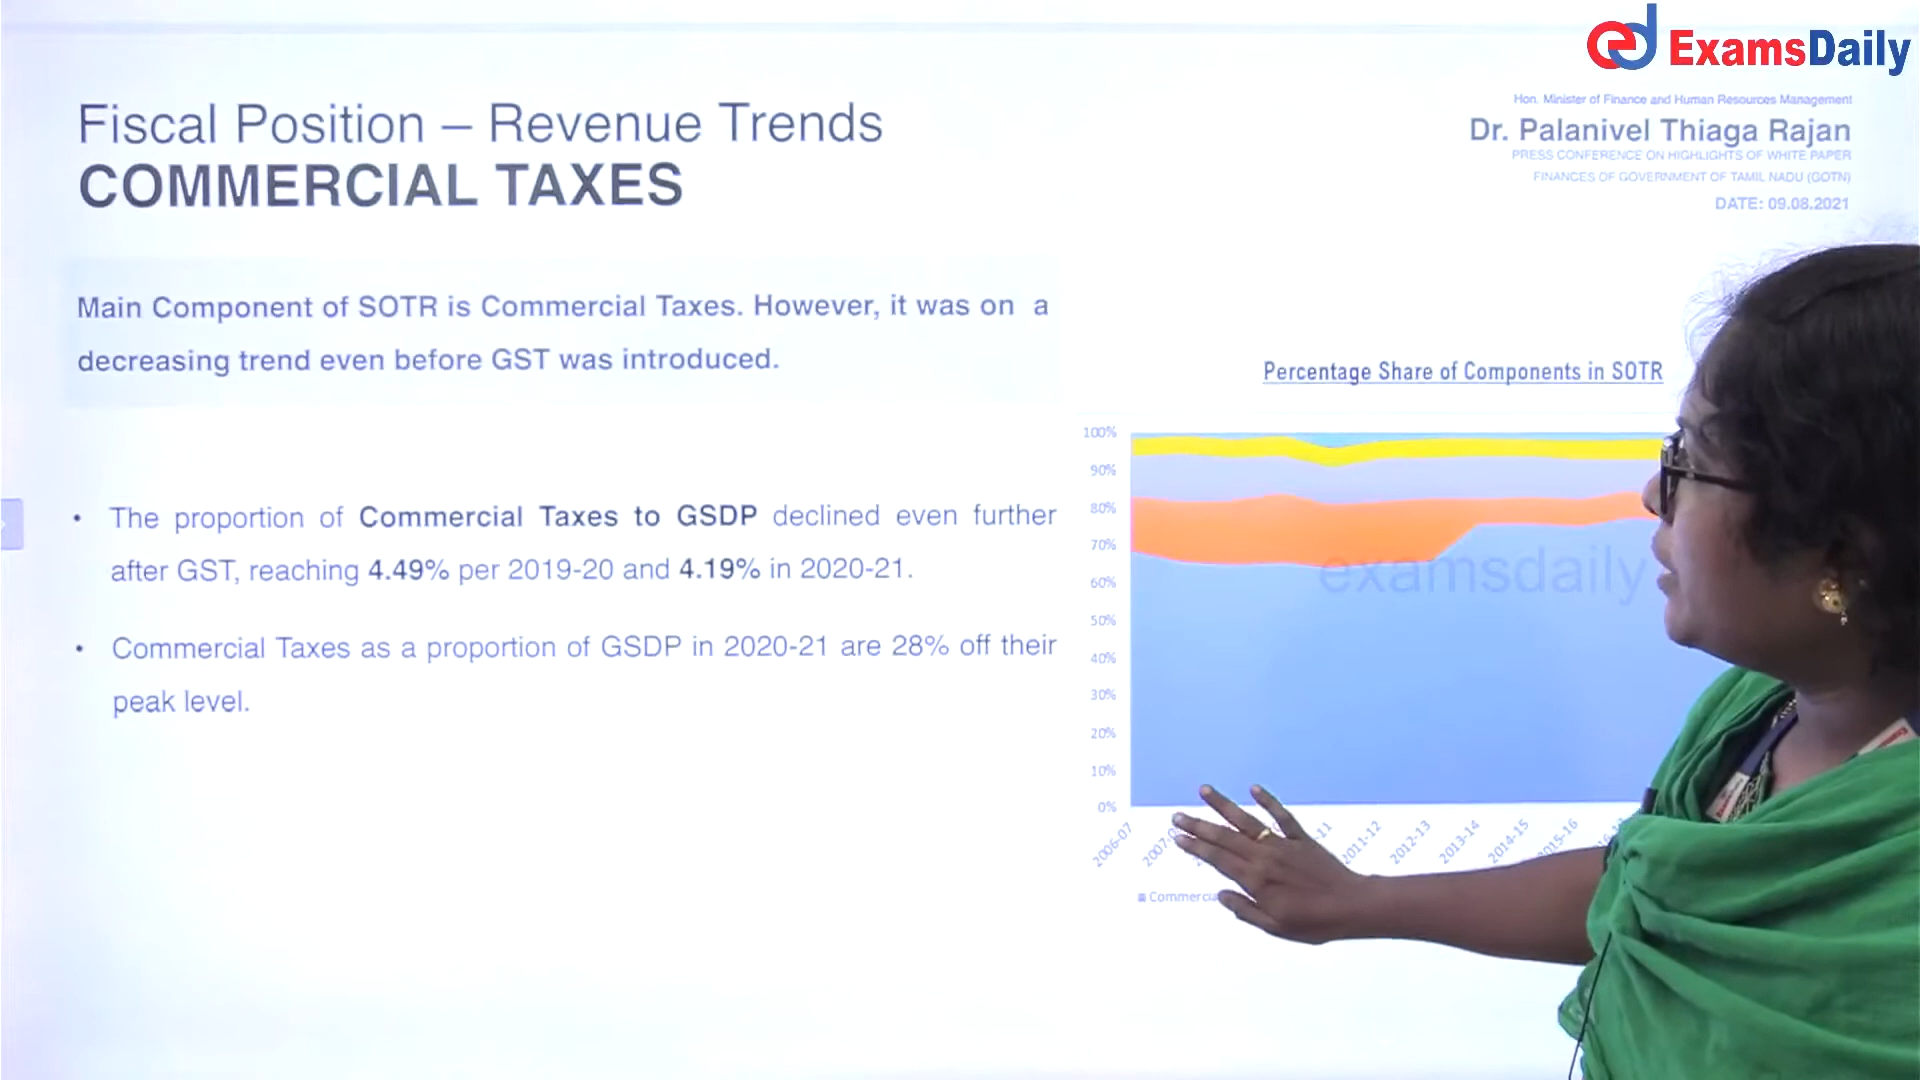 ExamsDaily
Hon. Minister of Finance and Human Resources Management
Fiscal Position – Revenue Trends
Dr. Palanivel Thiaga Rajan
COMMERCIAL TAXES
PRESS CONFERENCE ON HIGHLIGHTS OF WHITE PAPER
FINANCES OF GOVERNMENT OF TAMIL NADU (GOTN)
DATE: 09.08.2021
Main Component of SOTR is Commercial Taxes. However, it was on a
decreasing trend even before GST was introduced.
• The proportion of Commercial Taxes to GSDP declined even further
after GST, reaching 4.49% per 2019-20 and 4.19% in 2020-21.
• Commercial Taxes as a proportion of GSDP in 2020-21 are 28% off their
peak level.
Percentage Share of Components in SOTR
100%
90%
80%
70%
60%
50%
40%
30%
20%
10%
0%
examsdaily
2006-07
2011-12
2012-13
2013-14
2014-15
2015-16